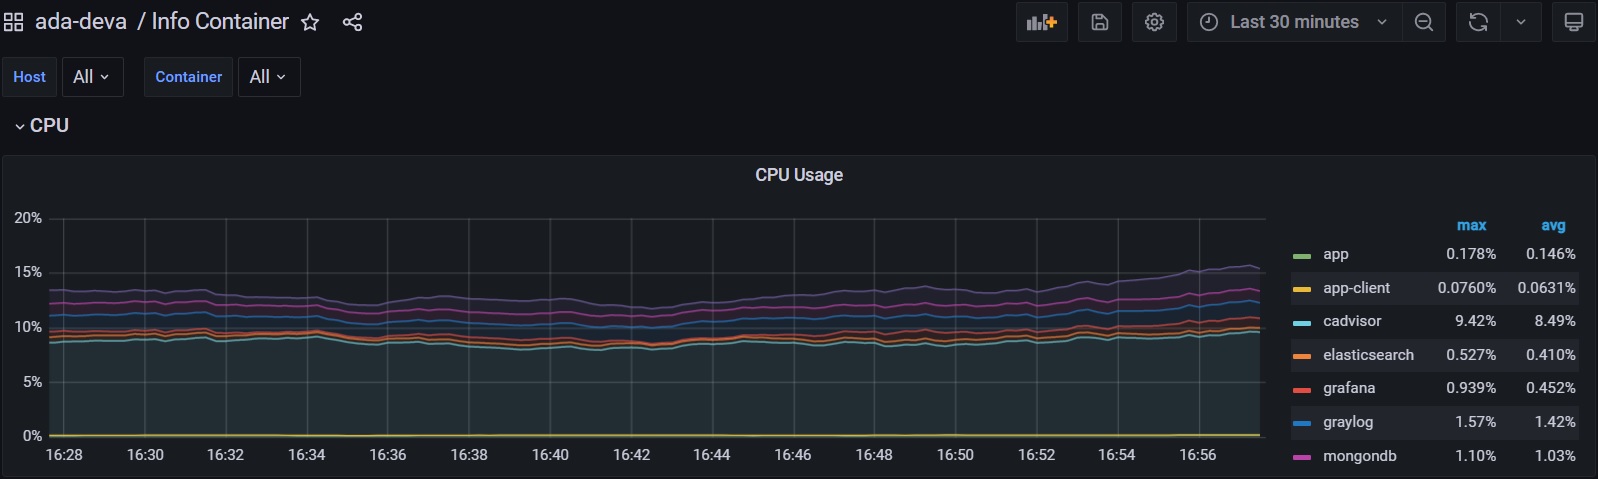 ada-deva / Info Container
Last 30 minutes
Host All Container All
CPU
CPU Usage
20%
15%
10%
5%
0%
16:28 16:30 16:32 16:34 16:36 16:38 16:40 16:42 16:44 16:46 16:48 16:50 16:52 16:54 16:56
max avg
app 0.178% 0.146%
app-client 0.0760% 0.0631%
cadvisor 9.42% 8.49%
elasticsearch 0.527% 0.410%
grafana 0.939% 0.452%
graylog 1.57% 1.42%
mongondb 1.10% 1.03%